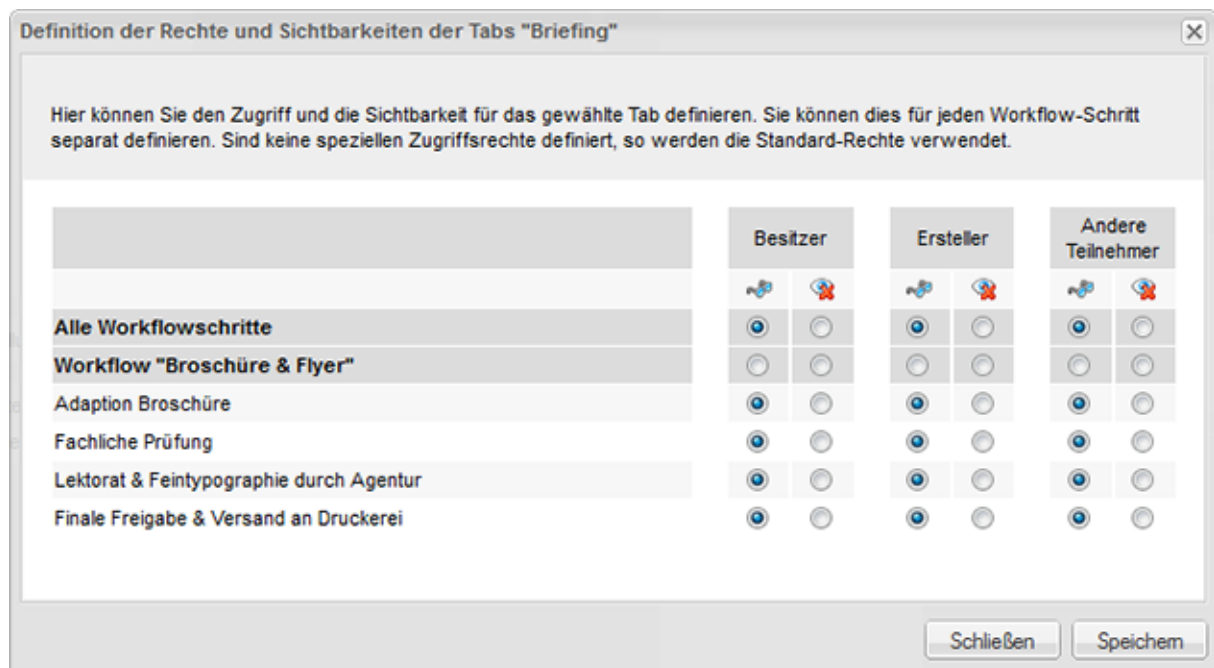 Definition der Rechte und Sichtbarkeiten der Tabs "Briefing"
Hier können Sie den Zugriff und die Sichtbarkeit für das gewählte Tab definieren. Sie können dies für jeden Workflow-Schritt
separat definieren. Sind keine speziellen Zugriffsrechte definiert, so werden die Standard-Rechte verwendet.
Besitzer Ersteller Andere
Teilnehmer
Alle Workflowschritte
Workflow "Broschüre & Flyer"
Adaption Broschüre
Fachliche Prüfung
Lektorat & Feintypographie durch Agentur
Finale Freigabe & Versand an Druckerei
Schließen Speichern